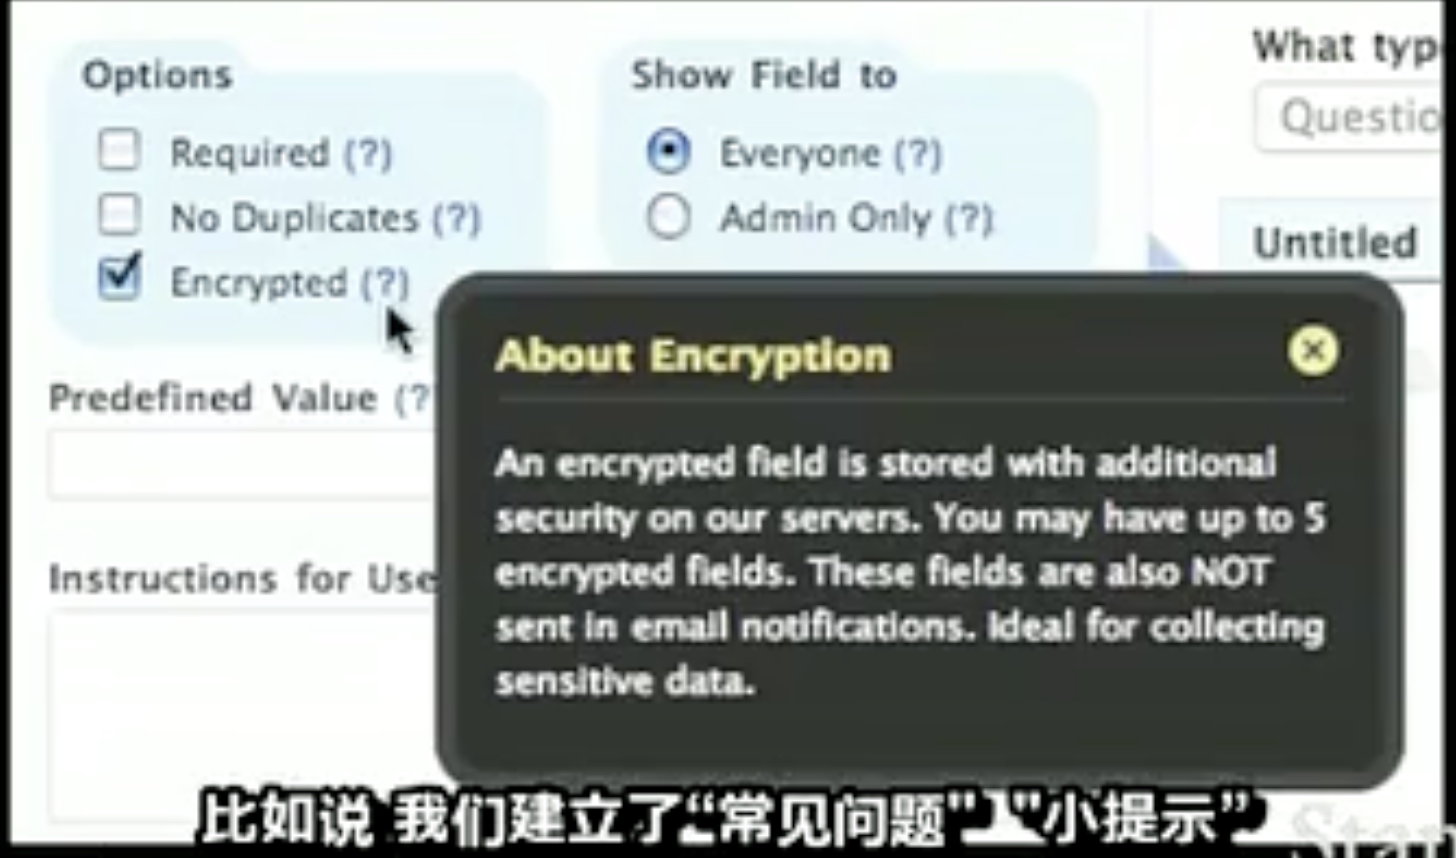 Options
Required (?)
No Duplicates (?)
Encrypted (?)
Show Field to
Everyone (?)
Admin Only (?)
Predefined Value (?
Instructions for Use
About Encryption
An encrypted field is stored with additional
security on our servers. You may have up to 5
encrypted fields. These fields are also NOT
sent in email notifications. Ideal for collecting
sensitive data.
What typ
Questio
Untitled
比如说 我们建立了“常见问题”、"小提示”